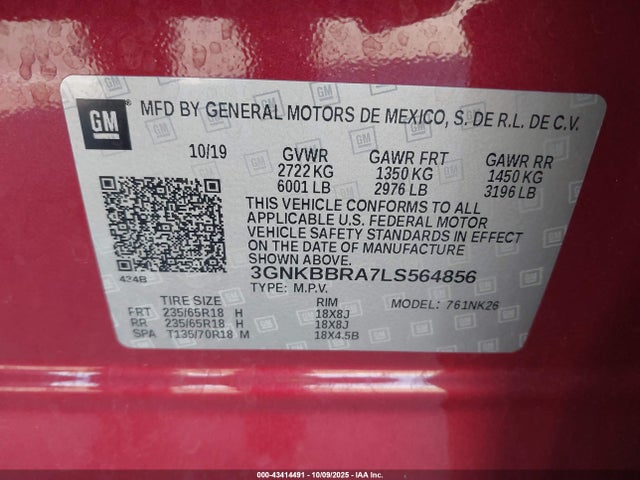 GM
MFD BY GENERAL MOTORS DE MEXICO, S. DE R.L. DE C.V.
10/19 GVWR GAWR FRT GAWR RR
2722 KG 1350 KG 1450 KG
6001 LB 2976 LB 3196 LB
THIS VEHICLE CONFORMS TO ALL
APPLICABLE U.S. FEDERAL MOTOR
VEHICLE SAFETY STANDARDS IN EFFECT
ON THE DATE OF MANUFACTURE
SHOWN ABOVE.
434B 3GNKBBRA7LS564856
TYPE: M.P.V. MODEL: 761NK26
TIRE SIZE RIM
FRT 235/65R18 H 18X8J
RR 235/65R18 H 18X8J
SPA T135/70R18 M 18X4.5B
000-43414491 - 10/09/2025 - IAA Inc.